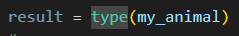 result = type(my_animal)